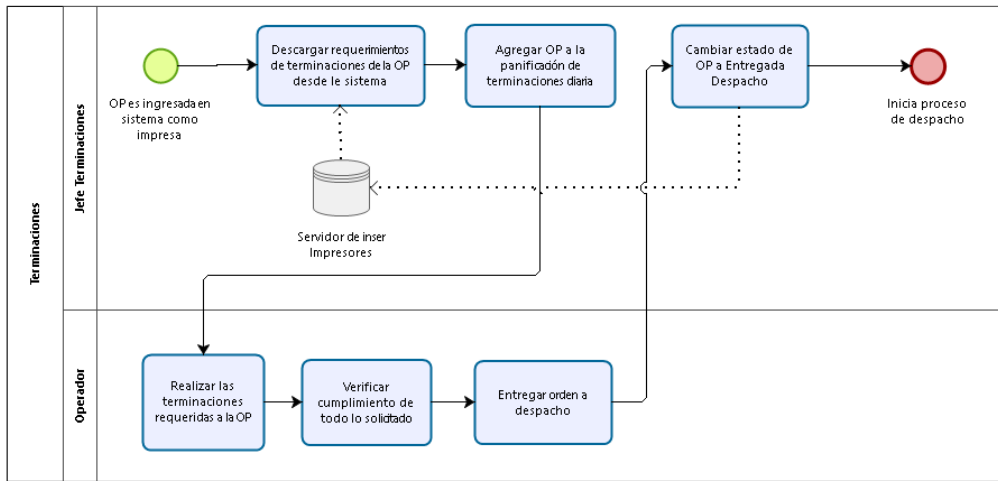 Terminaciones
Jefe Terminaciones
OP es ingresada en
sistema como
impresa
Descargar requerimientos
de terminaciones de la OP
desde le sistema
Agregar OP a la
panificación de
terminaciones diaria
Cambiar estado de
OP a Entregada
Despacho
Inicia proceso
de despacho
Servidor de inser
Impresores
Operador
Realizar las
terminaciones
requeridas a la OP
Verificar
cumplimiento de
todo lo solicitado
Entregar orden a
despacho